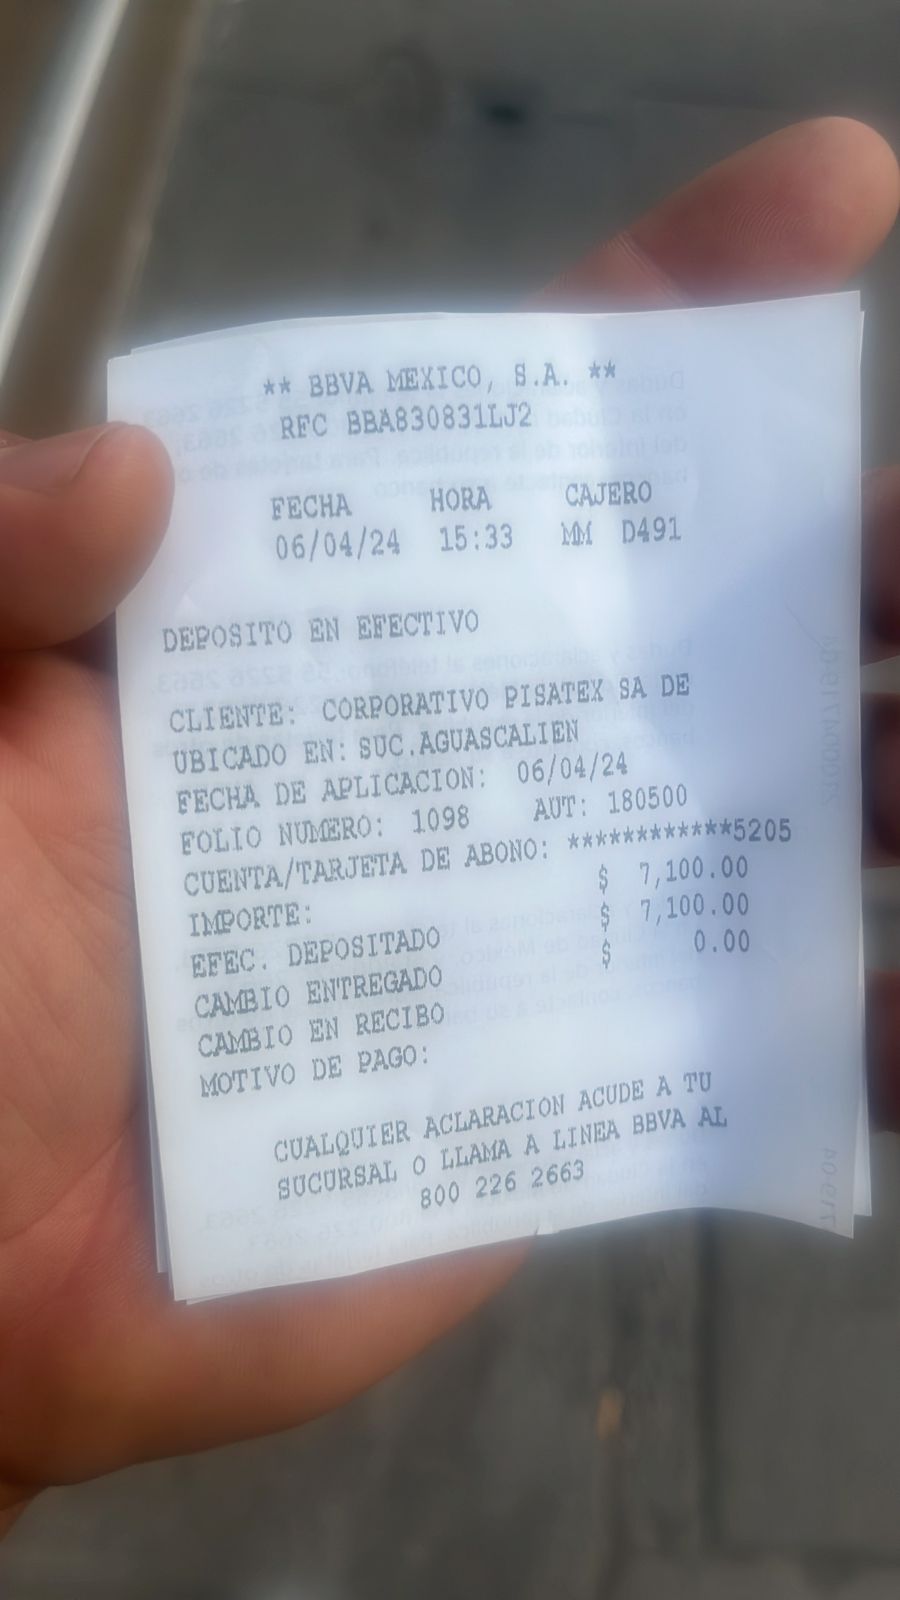 ** BBVA MEXICO, S.A. **
RFC BBA830831LJ2
FECHA HORA CAJERO
06/04/24 15:33 MM D491
DEPOSITO EN EFECTIVO
CLIENTE: CORPORATIVO PISATEX SA DE
UBICADO EN: SUC.AGUASCALIEN
FECHA DE APLICACION: 06/04/24
FOLIO NUMERO: 1098 AUT: 180500
CUENTA/TARJETA DE ABONO: ************5205
IMPORTE: $ 7,100.00
EFEC. DEPOSITADO $ 7,100.00
CAMBIO ENTREGADO $ 0.00
CAMBIO EN RECIBO
MOTIVO DE PAGO:
CUALQUIER ACLARACION ACUDE A TU
SUCURSAL O LLAMA A LINEA BBVA AL
800 226 2663